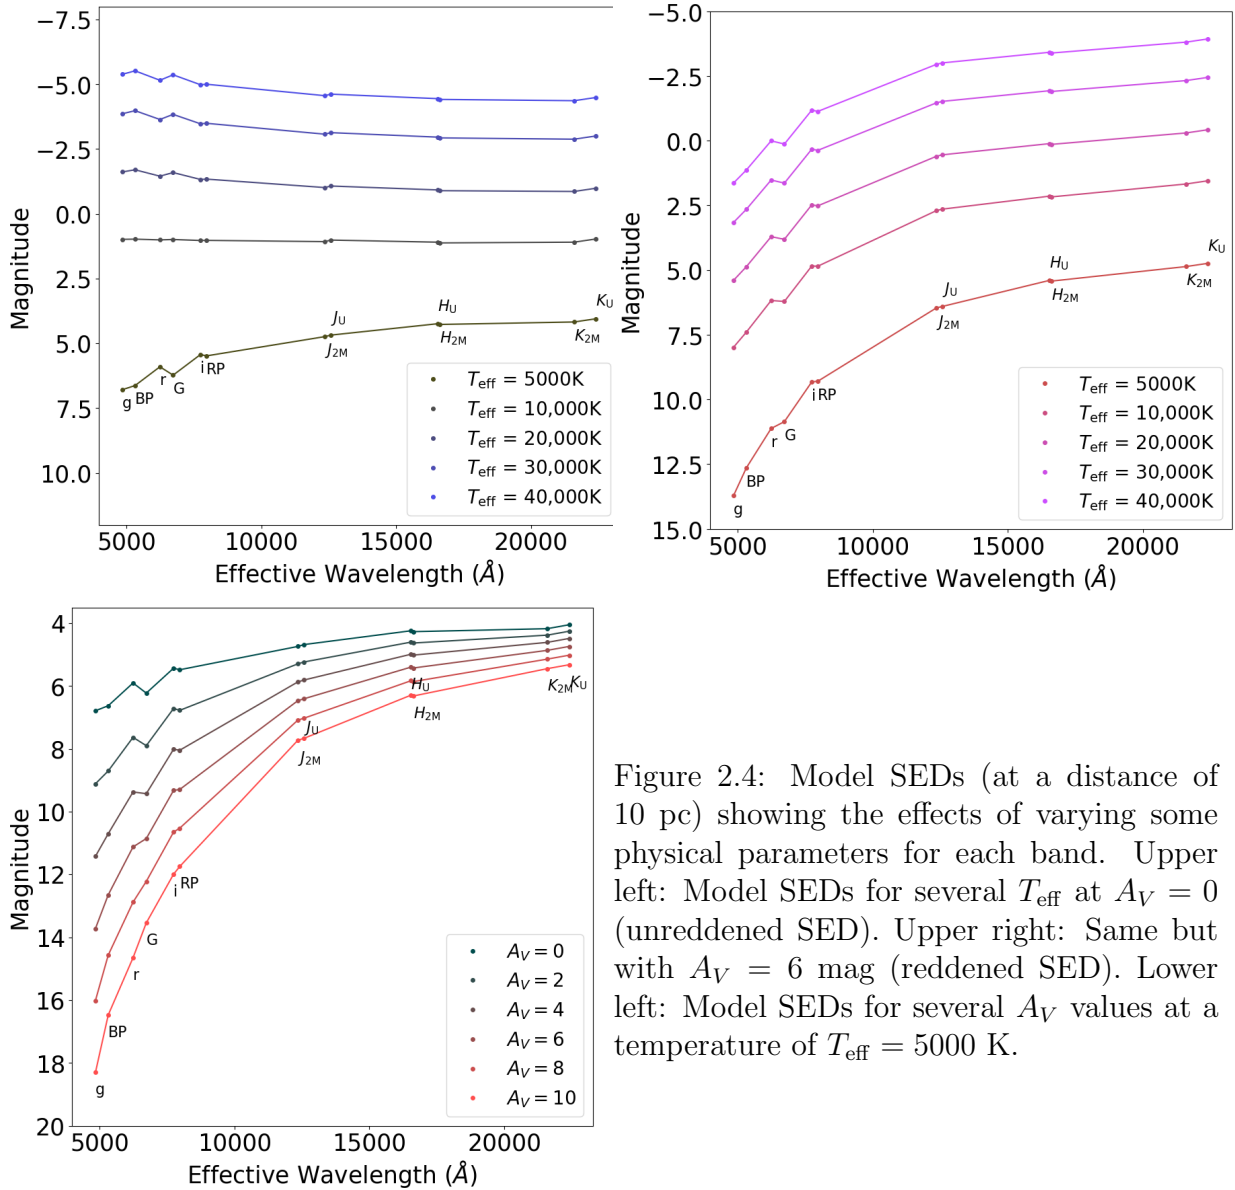 −7.5
−5.0
−2.5
0.0
2.5
5.0
7.5
10.0
Magnitude
g
BP
r
G
i
RP
J_U
J_2M
H_U
H_2M
K_U
K_2M
T_eff = 5000K
T_eff = 10,000K
T_eff = 20,000K
T_eff = 30,000K
T_eff = 40,000K
5000 10000 15000 20000
Effective Wavelength (Å)
−5.0
−2.5
0.0
2.5
5.0
7.5
10.0
12.5
15.0
Magnitude
g
BP
r
G
i
RP
J_U
J_2M
H_U
H_2M
K_U
K_2M
T_eff = 5000K
T_eff = 10,000K
T_eff = 20,000K
T_eff = 30,000K
T_eff = 40,000K
5000 10000 15000 20000
Effective Wavelength (Å)
4
6
8
10
12
14
16
18
20
Magnitude
g
BP
r
G
i
RP
J_U
J_2M
H_U
H_2M
K_2M
K_U
A_V = 0
A_V = 2
A_V = 4
A_V = 6
A_V = 8
A_V = 10
5000 10000 15000 20000
Effective Wavelength (Å)
Figure 2.4: Model SEDs (at a distance of
10 pc) showing the effects of varying some
physical parameters for each band. Upper
left: Model SEDs for several T_eff at A_V = 0
(unreddened SED). Upper right: Same but
with A_V = 6 mag (reddened SED). Lower
left: Model SEDs for several A_V values at a
temperature of T_eff = 5000 K.